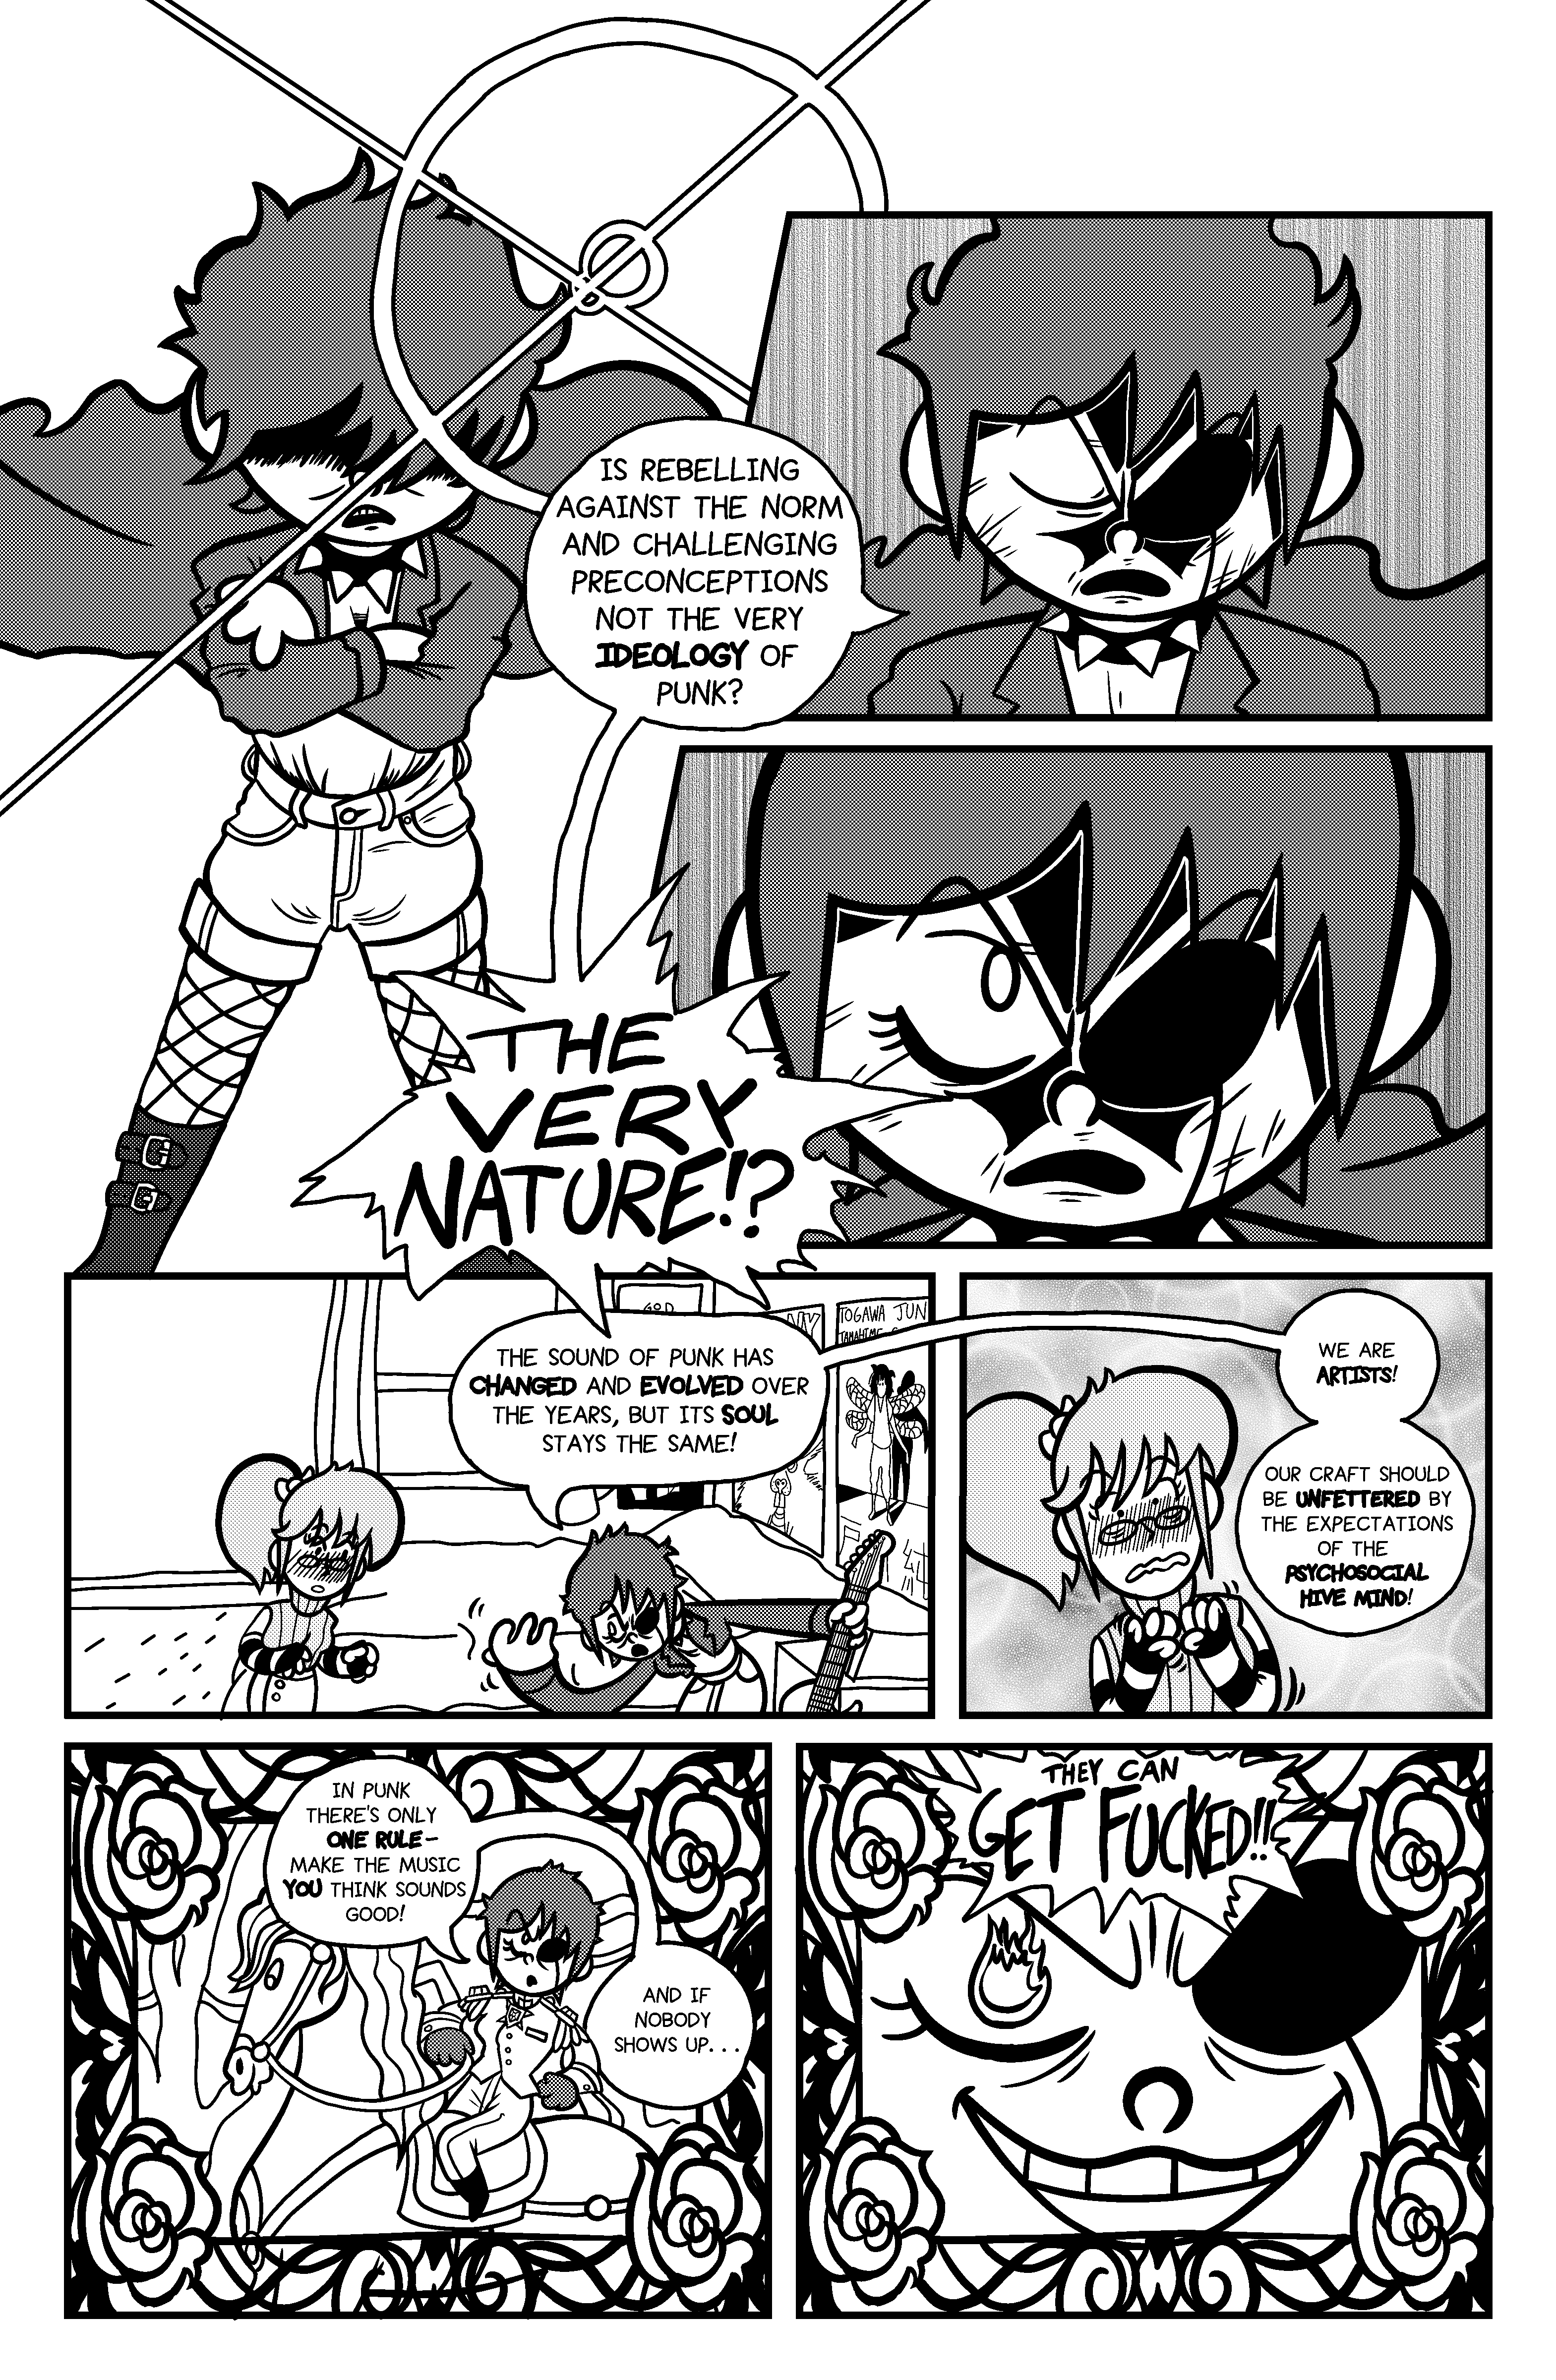 IS REBELLING
AGAINST THE NORM
AND CHALLENGING
PRECONCEPTIONS
NOT THE VERY
IDEOLOGY OF
PUNK?
THE
VERY
NATURE!?
THE SOUND OF PUNK HAS
CHANGED AND EVOLVED OVER
THE YEARS, BUT ITS SOUL
STAYS THE SAME!
GOD
NY
TOGAWA JUN
TAMAHIME
WE ARE
ARTISTS!
OUR CRAFT SHOULD
BE UNFETTERED BY
THE EXPECTATIONS
OF THE
PSYCHOSOCIAL
HIVE MIND!
IN PUNK
THERE'S ONLY
ONE RULE–
MAKE THE MUSIC
YOU THINK SOUNDS
GOOD!
AND IF
NOBODY
SHOWS UP...
THEY CAN
GET FUCKED!!